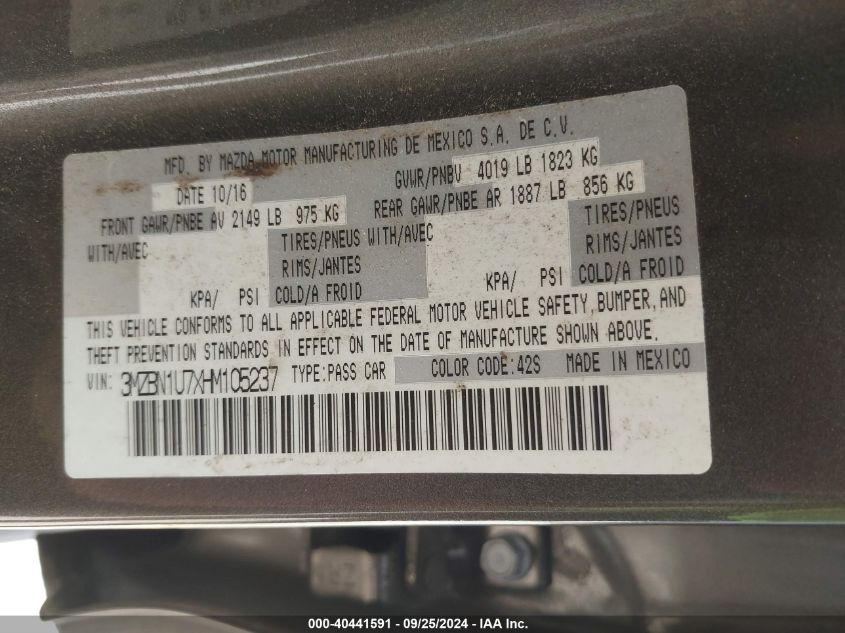 MFD. BY MAZDA MOTOR MANUFACTURING DE MEXICO S.A. DE C.V.
DATE 10/16 GVWR/PNBV 4019 LB 1823 KG
FRONT GAWR/PNBE AV 2149 LB 975 KG REAR GAWR/PNBE AR 1887 LB 856 KG
WITH/AVEC TIRES/PNEUS WITH/AVEC TIRES/PNEUS
RIMS/JANTES RIMS/JANTES
KPA/ PSI COLD/A FROID KPA/ PSI COLD/A FROID
THIS VEHICLE CONFORMS TO ALL APPLICABLE FEDERAL MOTOR VEHICLE SAFETY, BUMPER, AND
THEFT PREVENTION STANDARDS IN EFFECT ON THE DATE OF MANUFACTURE SHOWN ABOVE.
VIN: 3MZBN1U7XHM105237 TYPE:PASS CAR COLOR CODE:42S MADE IN MEXICO
000-40441591 - 09/25/2024 - IAA Inc.